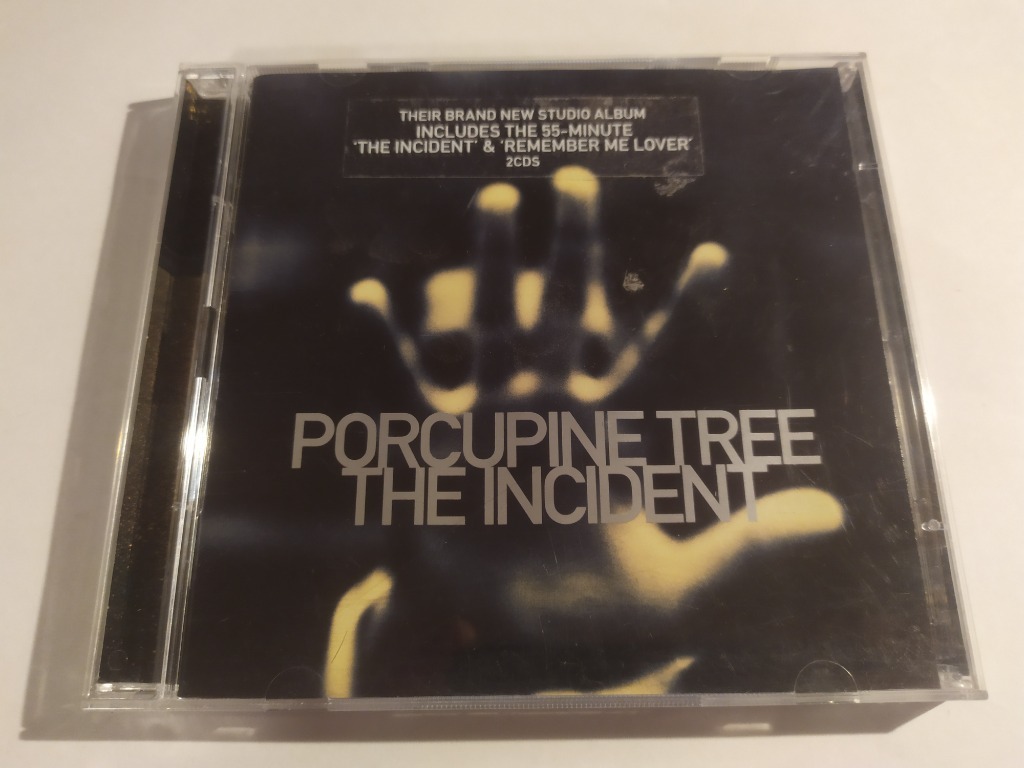 THEIR BRAND NEW STUDIO ALBUM
INCLUDES THE 55-MINUTE
'THE INCIDENT' & 'REMEMBER ME LOVER'
2CDS
PORCUPINE TREE
THE INCIDENT